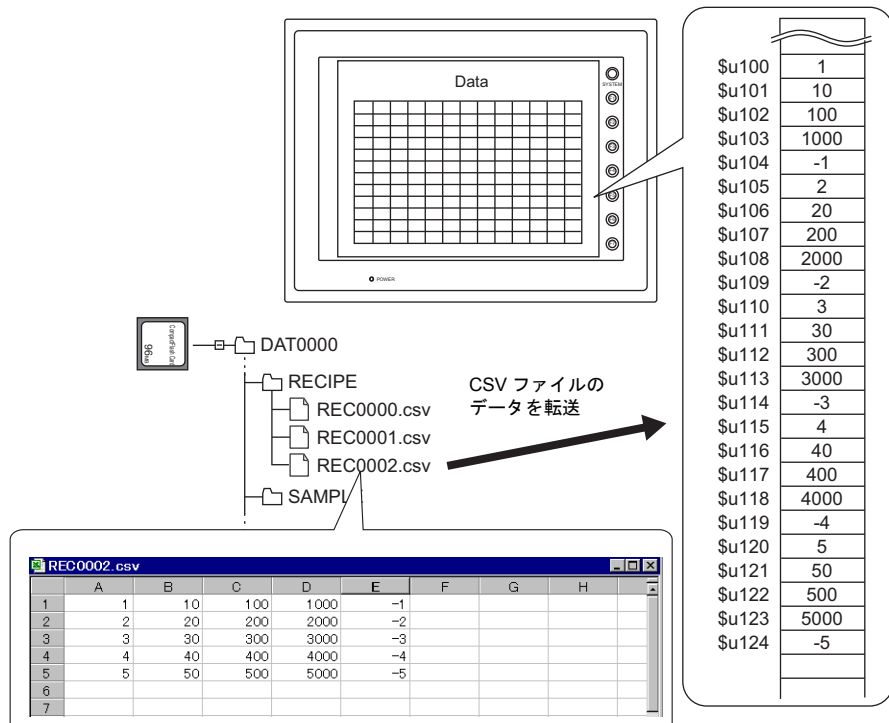 Data
SYSTEM
POWER
$u100 1
$u101 10
$u102 100
$u103 1000
$u104 -1
$u105 2
$u106 20
$u107 200
$u108 2000
$u109 -2
$u110 3
$u111 30
$u112 300
$u113 3000
$u114 -3
$u115 4
$u116 40
$u117 400
$u118 4000
$u119 -4
$u120 5
$u121 50
$u122 500
$u123 5000
$u124 -5
CompactFlash Card
96MB
DAT0000
RECIPE
REC0000.csv
REC0001.csv
REC0002.csv
SAMPL
CSV ファイルの
データを転送
REC0002.csv
A B C D E F G H
1 1 10 100 1000 -1
2 2 20 200 2000 -2
3 3 30 300 3000 -3
4 4 40 400 4000 -4
5 5 50 500 5000 -5
6
7